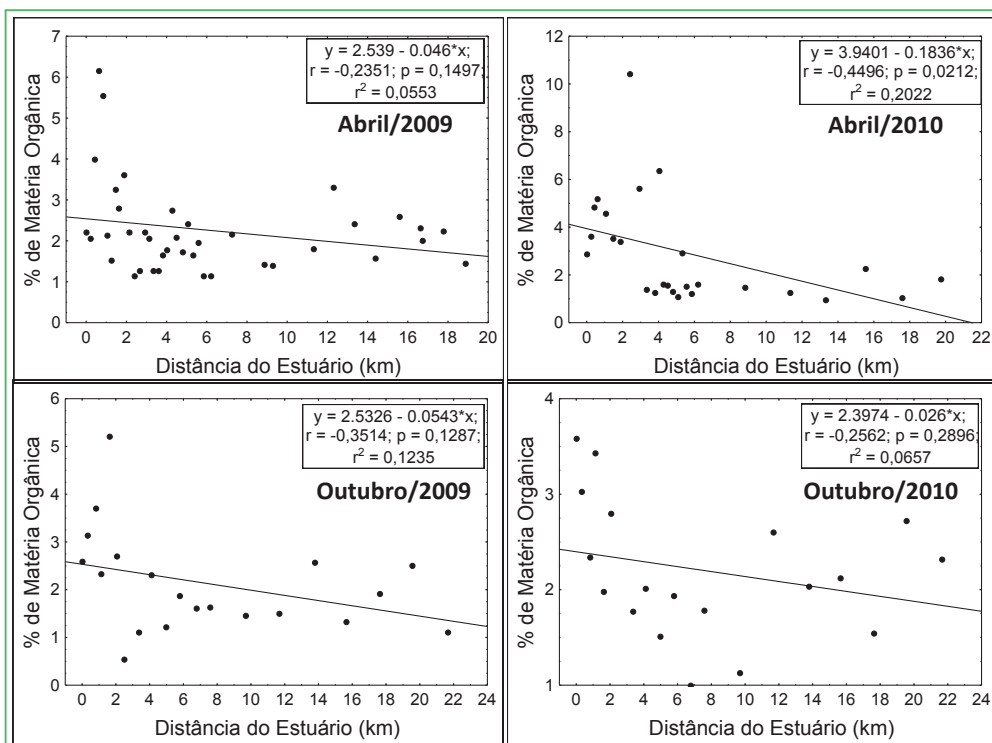 y = 2.539 - 0.046*x;
r = -0,2351; p = 0,1497;
r² = 0,0553
Abril/2009
% de Matéria Orgânica
7
6
5
4
3
2
1
0
0 2 4 6 8 10 12 14 16 18 20
Distância do Estuário (km)
y = 3.9401 - 0.1836*x;
r = -0,4496; p = 0,0212;
r² = 0,2022
Abril/2010
% de Matéria Orgânica
12
10
8
6
4
2
0
0 2 4 6 8 10 12 14 16 18 20 22
Distância do Estuário (km)
y = 2.5326 - 0.0543*x;
r = -0,3514; p = 0,1287;
r² = 0,1235
Outubro/2009
% de Matéria Orgânica
6
5
4
3
2
1
0
0 2 4 6 8 10 12 14 16 18 20 22 24
Distância do Estuário (km)
y = 2.3974 - 0.026*x;
r = -0,2562; p = 0,2896;
r² = 0,0657
Outubro/2010
% de Matéria Orgânica
4
3
2
1
0 2 4 6 8 10 12 14 16 18 20 22 24
Distância do Estuário (km)